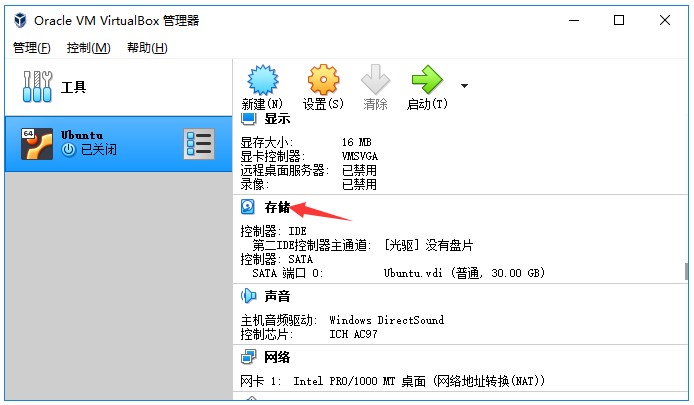 Oracle VM VirtualBox 管理器
管理(F) 控制(M) 帮助(H)
工具
新建(N) 设置(S) 清除 启动(T)
64
Ubuntu
已关闭
显示
显存大小: 16 MB
显卡控制器: VMSVGA
远程桌面服务器: 已禁用
录像: 已禁用
存储
控制器: IDE
第二IDE控制器主通道: [光驱] 没有盘片
控制器: SATA
SATA 端口 0: Ubuntu.vdi (普通, 30.00 GB)
声音
主机音频驱动: Windows DirectSound
控制芯片: ICH AC97
网络
网卡 1: Intel PRO/1000 MT 桌面 (网络地址转换(NAT))